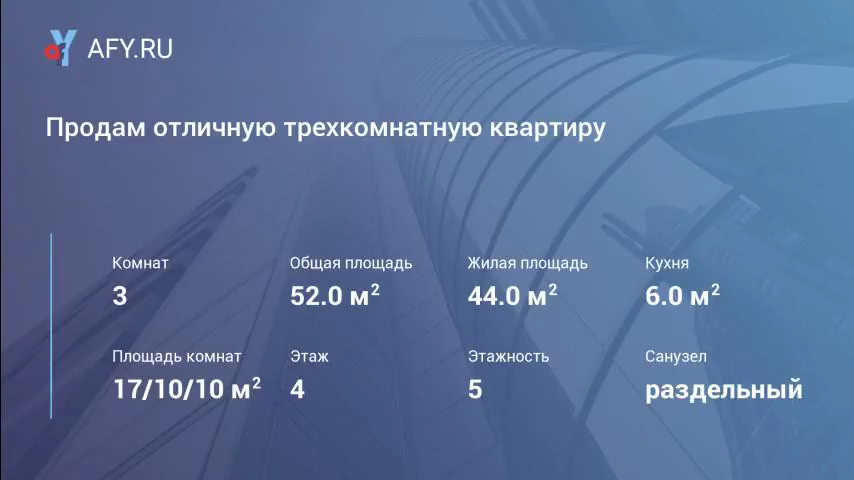 AFY.RU
Продам отличную трехкомнатную квартиру
Комнат
3
Общая площадь
52.0 м²
Жилая площадь
44.0 м²
Кухня
6.0 м²
Площадь комнат
17/10/10 м²
Этаж
4
Этажность
5
Санузел
раздельный